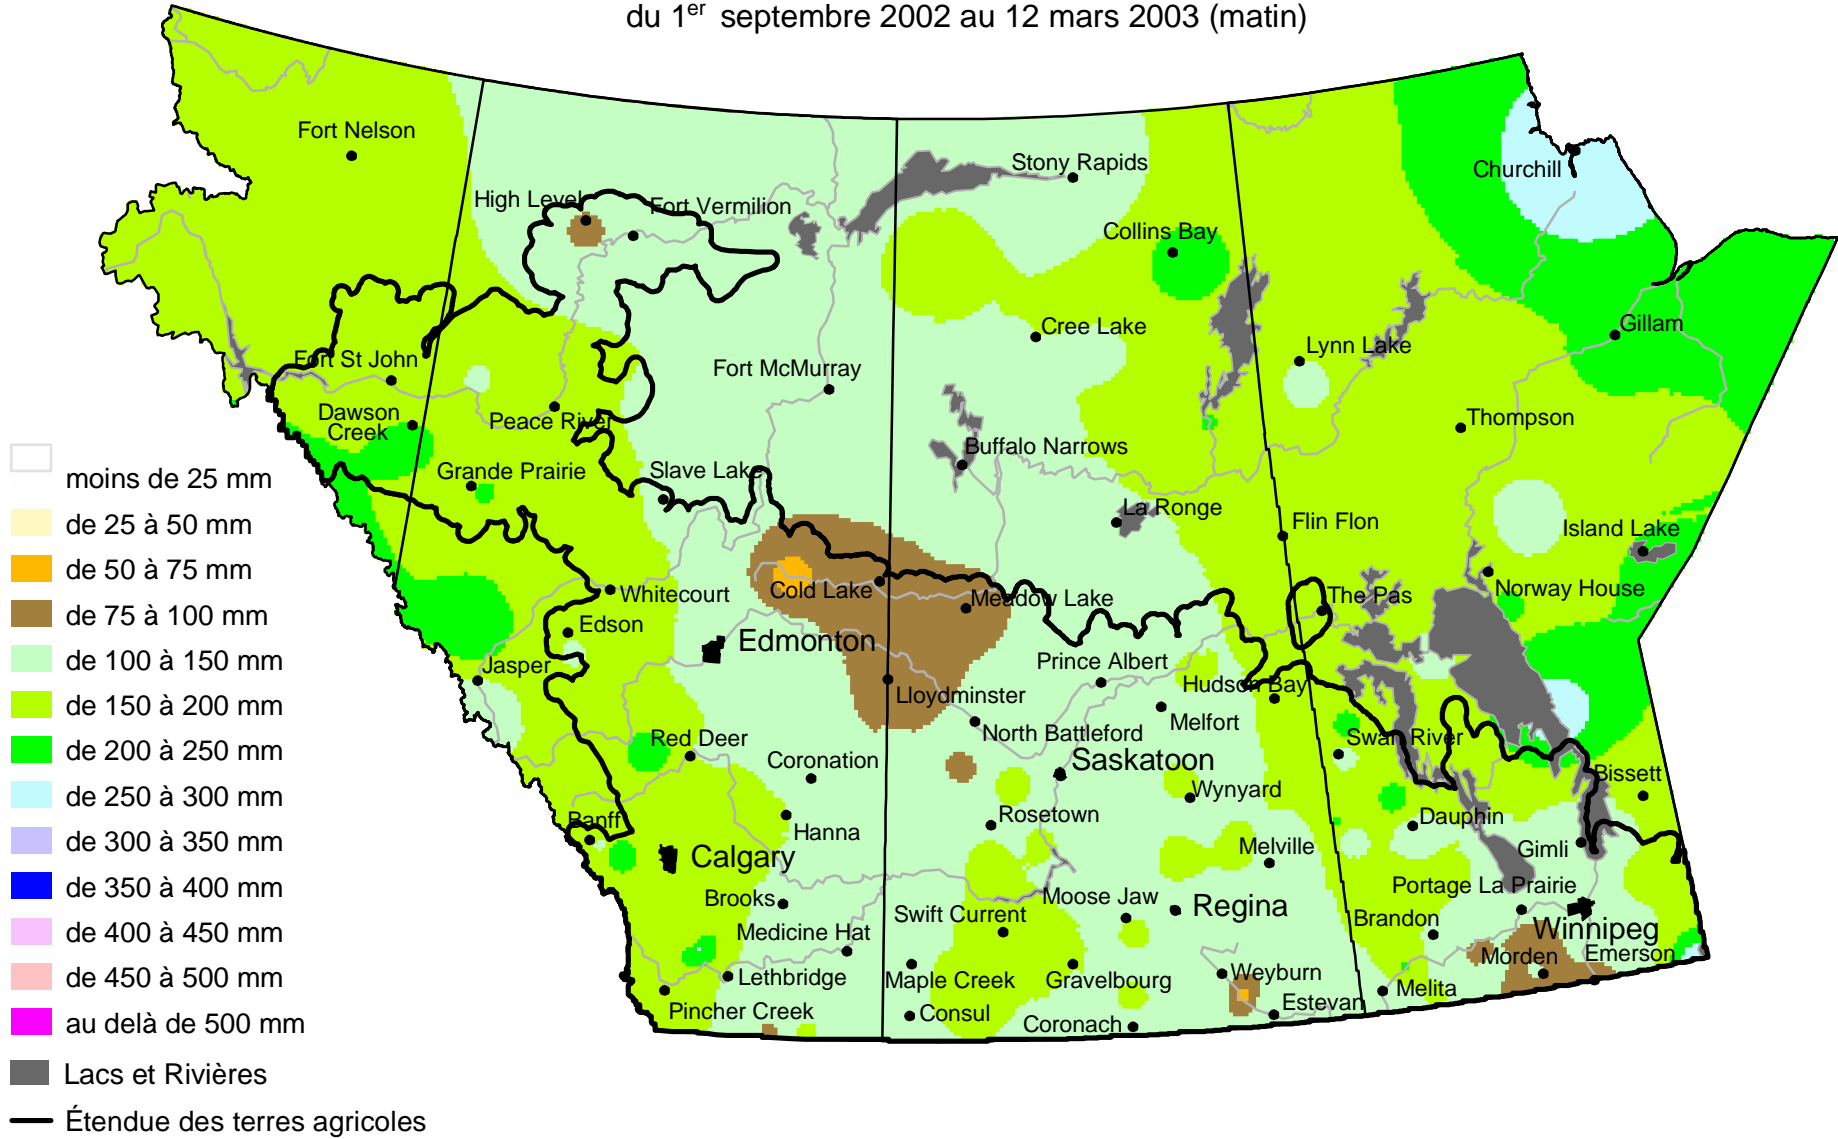 du 1er septembre 2002 au 12 mars 2003 (matin)
Fort Nelson
Stony Rapids
Churchill
High Level
Fort Vermilion
Collins Bay
Cree Lake
Gillam
Lynn Lake
Fort St John
Fort McMurray
Dawson
Creek
Peace River
Thompson
Buffalo Narrows
Grande Prairie
Slave Lake
La Ronge
Flin Flon
Island Lake
Cold Lake
Meadow Lake
Whitecourt
The Pas
Norway House
Edson
Edmonton
Jasper
Prince Albert
Hudson Bay
Lloydminster
Melfort
North Battleford
Red Deer
Swan River
Coronation
Saskatoon
Bissett
Wynyard
Banff
Hanna
Rosetown
Dauphin
Calgary
Melville
Gimli
Brooks
Moose Jaw
Portage La Prairie
Swift Current
Regina
Brandon
Medicine Hat
Winnipeg
Morden
Emerson
Lethbridge
Maple Creek
Gravelbourg
Weyburn
Melita
Pincher Creek
Consul
Coronach
Estevan
moins de 25 mm
de 25 à 50 mm
de 50 à 75 mm
de 75 à 100 mm
de 100 à 150 mm
de 150 à 200 mm
de 200 à 250 mm
de 250 à 300 mm
de 300 à 350 mm
de 350 à 400 mm
de 400 à 450 mm
de 450 à 500 mm
au delà de 500 mm
Lacs et Rivières
Étendue des terres agricoles